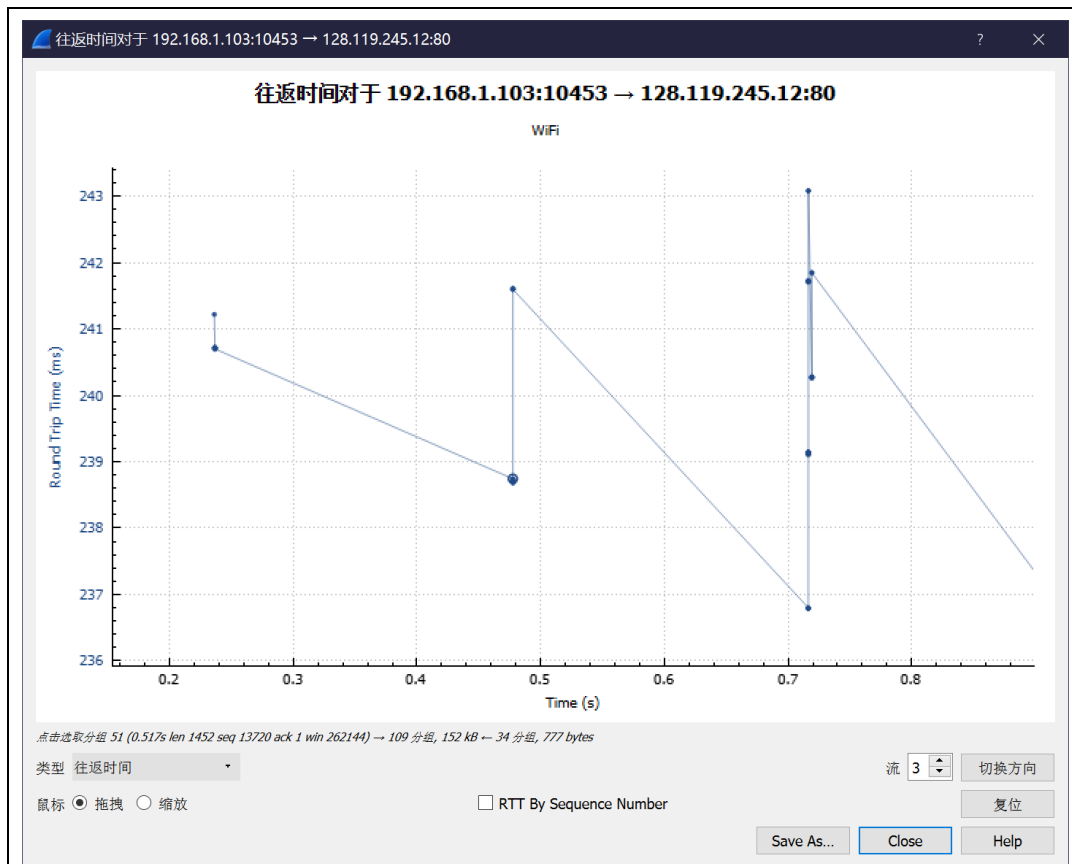 往返时间对于 192.168.1.103:10453 → 128.119.245.12:80
?
×
往返时间对于 192.168.1.103:10453 → 128.119.245.12:80
WiFi
243
242
241
240
239
238
237
236
Round Trip Time (ms)
0.2 0.3 0.4 0.5 0.6 0.7 0.8
Time (s)
点击选取分组 51 (0.517s len 1452 seq 13720 ack 1 win 262144) → 109 分组, 152 kB ← 34 分组, 777 bytes
类型 往返时间 流 3 切换方向
鼠标 拖拽 缩放 RTT By Sequence Number 复位
Save As... Close Help